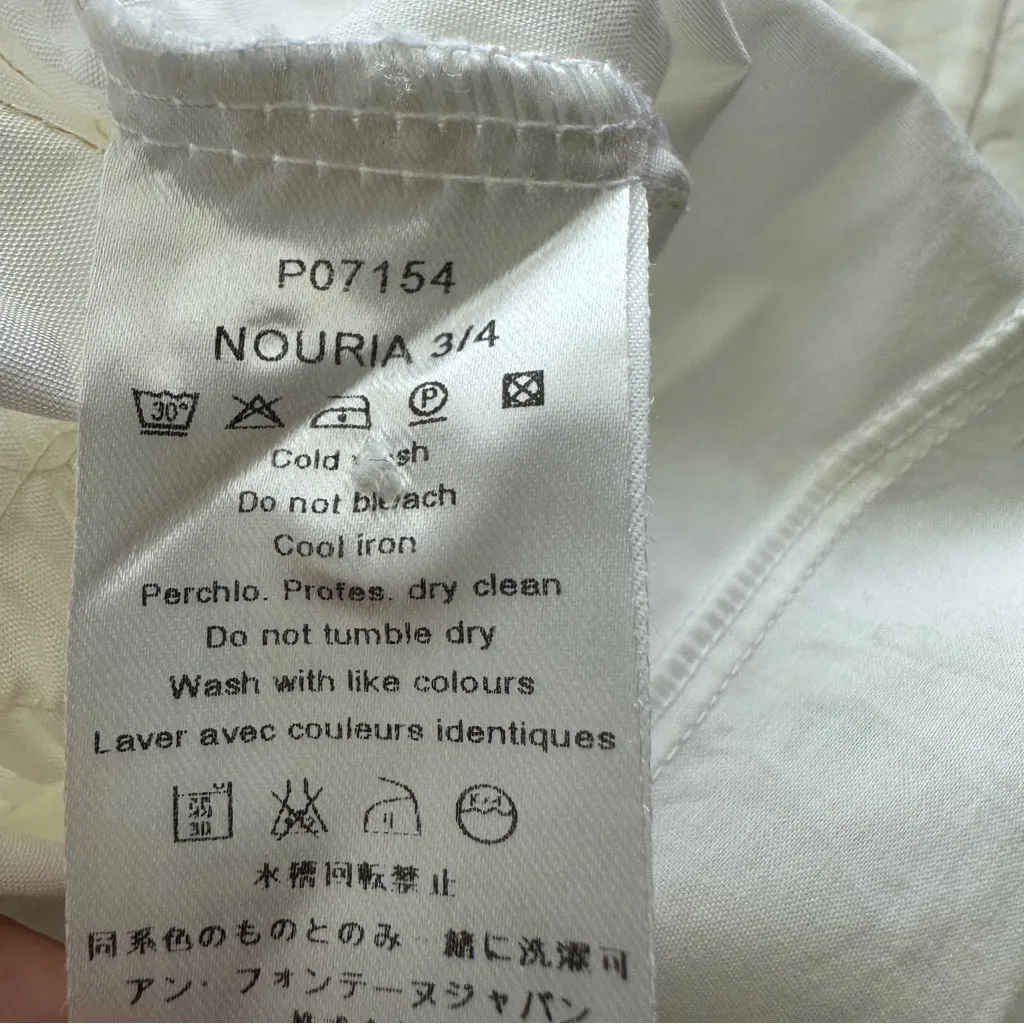 P07154
NOURIA 3/4
30°
P
Cold wash
Do not bleach
Cool iron
Perchlo. Profes. dry clean
Do not tumble dry
Wash with like colours
Laver avec couleurs identiques
水槽回転禁止
同系色のものとのみ 一緒に洗濯可
アン・フォンテーヌジャパン